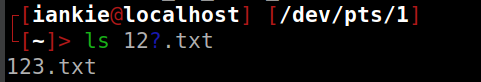 ┌[iankie@localhost] [/dev/pts/1]
└[~]> ls 12?.txt
123.txt